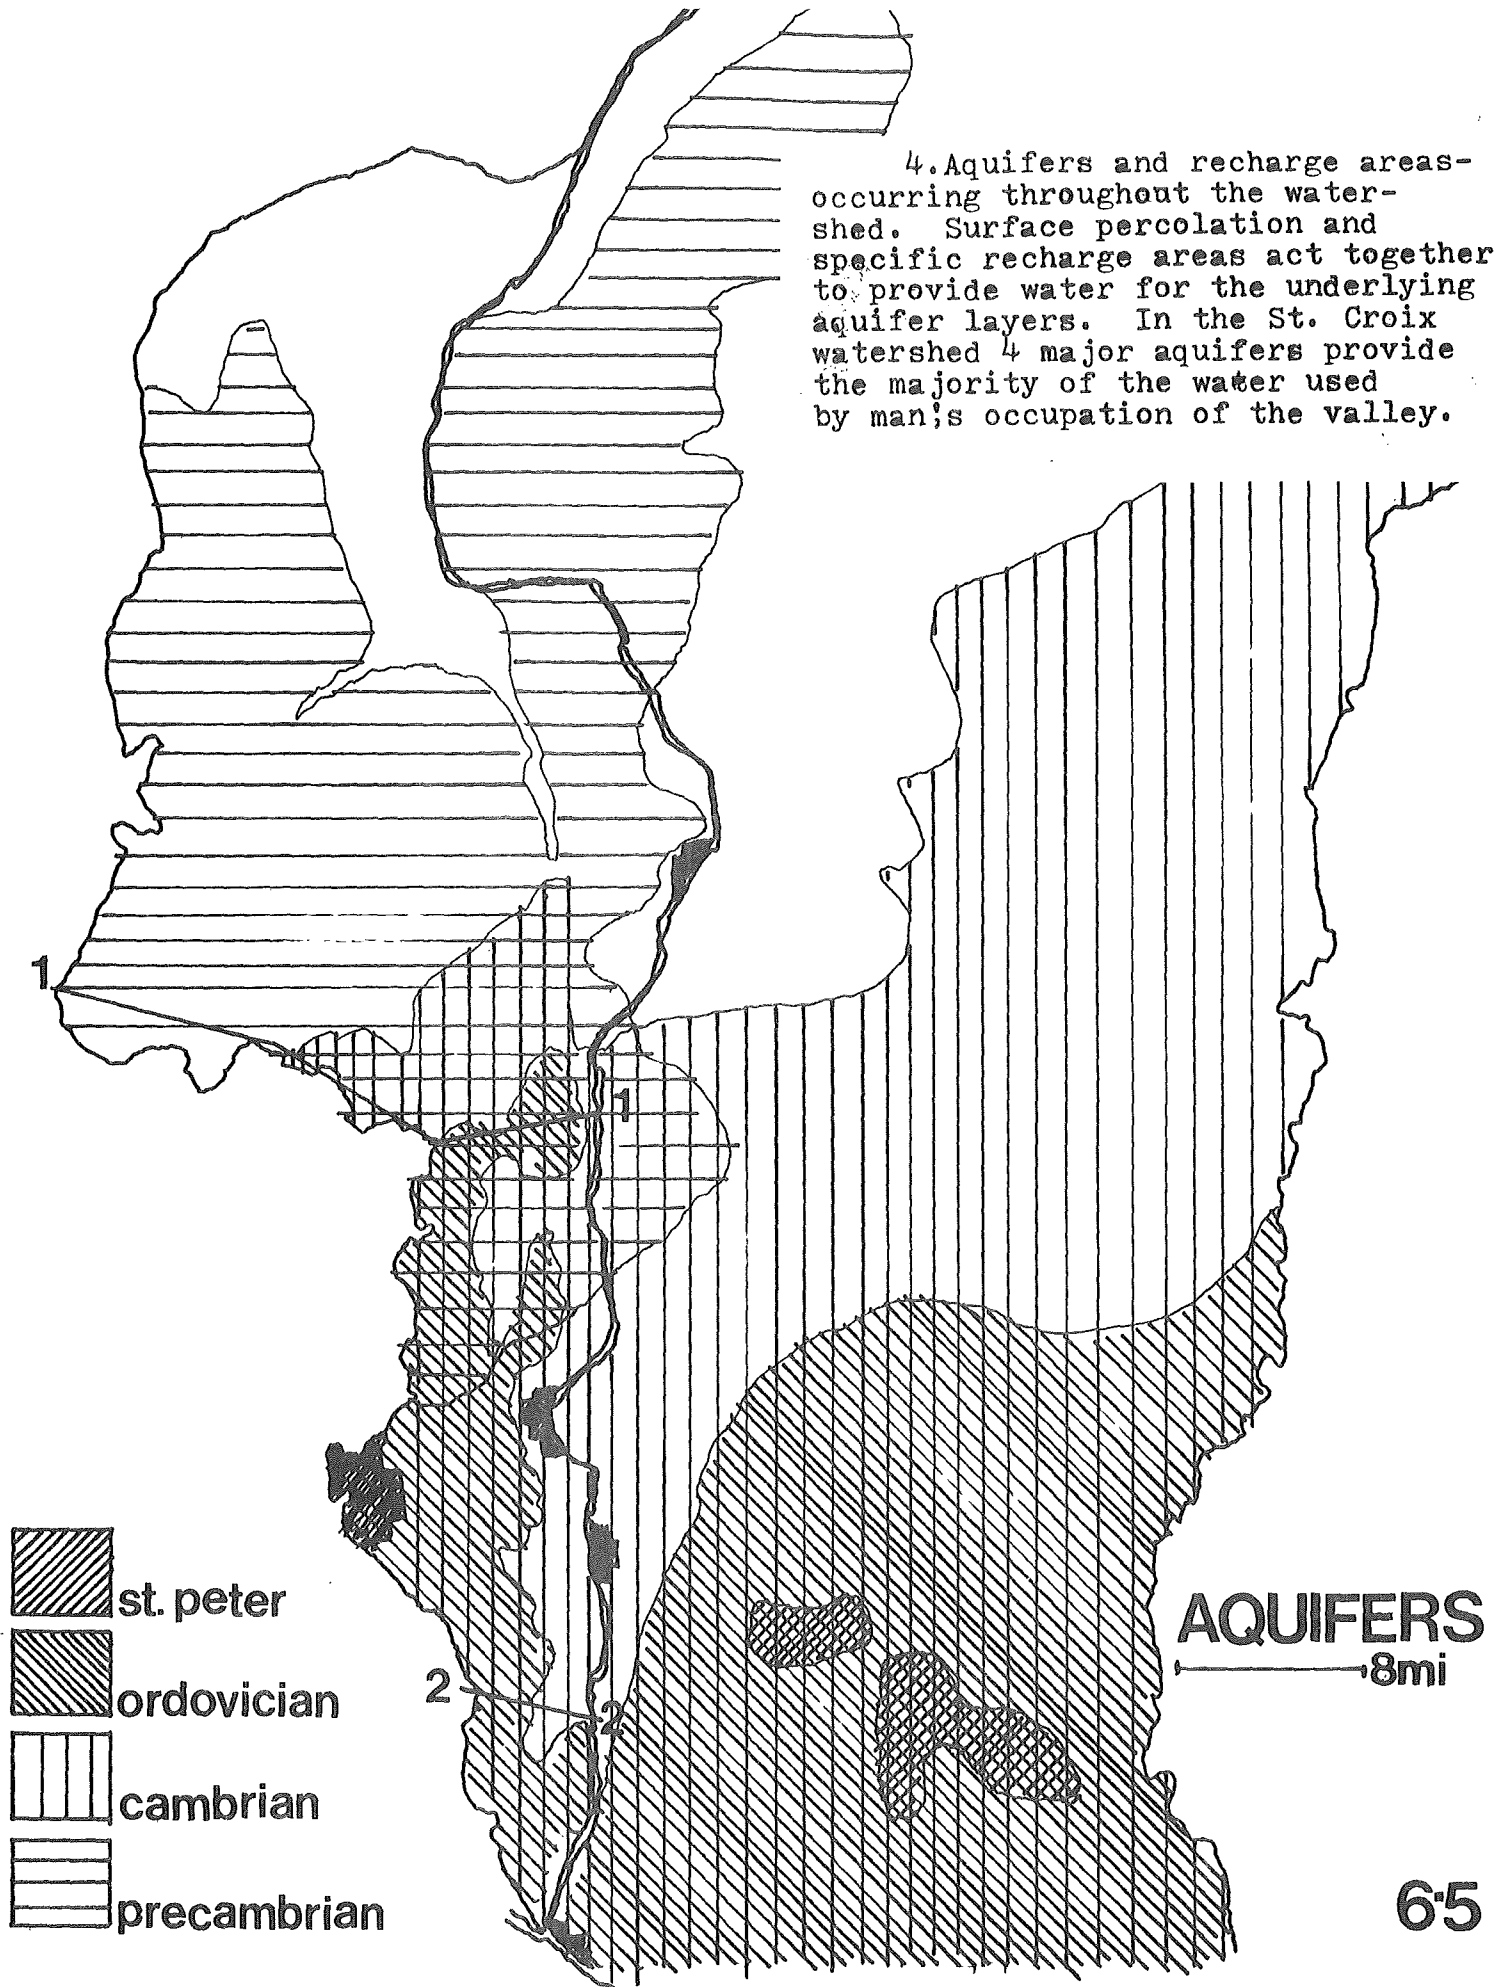 4.Aquifers and recharge areas-
occurring throughout the water-
shed.  Surface percolation and
specific recharge areas act together
to provide water for the underlying
aquifer layers.  In the St. Croix
watershed 4 major aquifers provide
the majority of the water used
by man;s occupation of the valley.
1
1
2
2
st. peter
ordovician
cambrian
precambrian
AQUIFERS
8mi
6·5